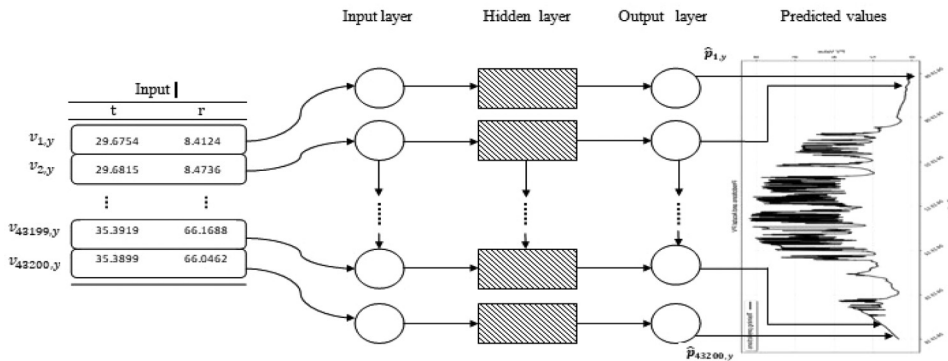 Input layer
Hidden layer
Output layer
Predicted values
Input
t r
v1,y 29.6754 8.4124
v2,y 29.6815 8.4736
⋮ ⋮ ⋮
v43199,y 35.3919 66.1688
v43200,y 35.3899 66.0462
p̂1,y
p̂43200,y